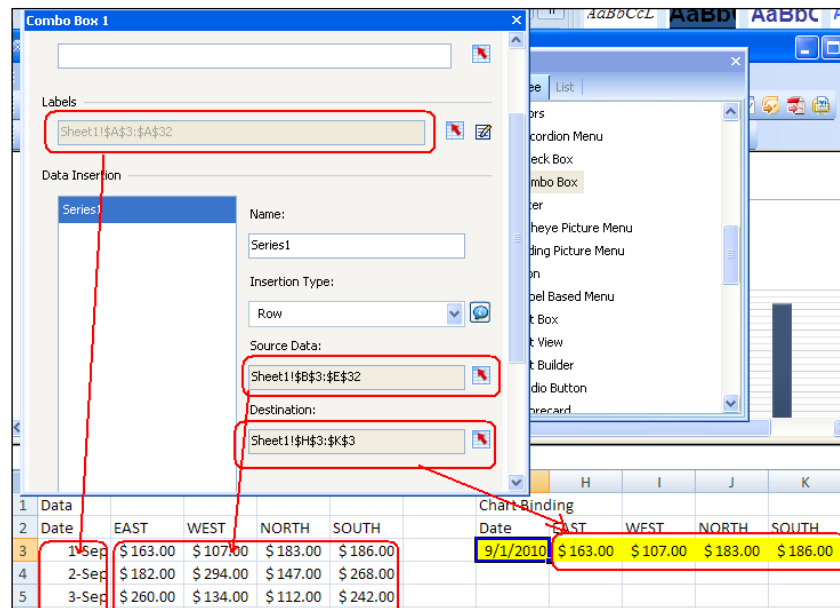 AaBbCcL AaBb( AaBbC
Combo Box 1
Labels
Sheet1!$A$3:$A$32
Data Insertion
Series1
Name:
Series1
Insertion Type:
Row
Source Data:
Sheet1!$B$3:$E$32
Destination:
Sheet1!$H$3:$K$3
ee List
ors
cordion Menu
eck Box
mbo Box
ter
heye Picture Menu
ding Picture Menu
on
bel Based Menu
t Box
t View
t Builder
dio Button
orecard
H I J K
1 Data Chart Binding
2 Date EAST WEST NORTH SOUTH Date EAST WEST NORTH SOUTH
3 1-Sep $163.00 $107.00 $183.00 $186.00 9/1/2010 $163.00 $107.00 $183.00 $186.00
4 2-Sep $182.00 $294.00 $147.00 $268.00
5 3-Sep $260.00 $134.00 $112.00 $242.00